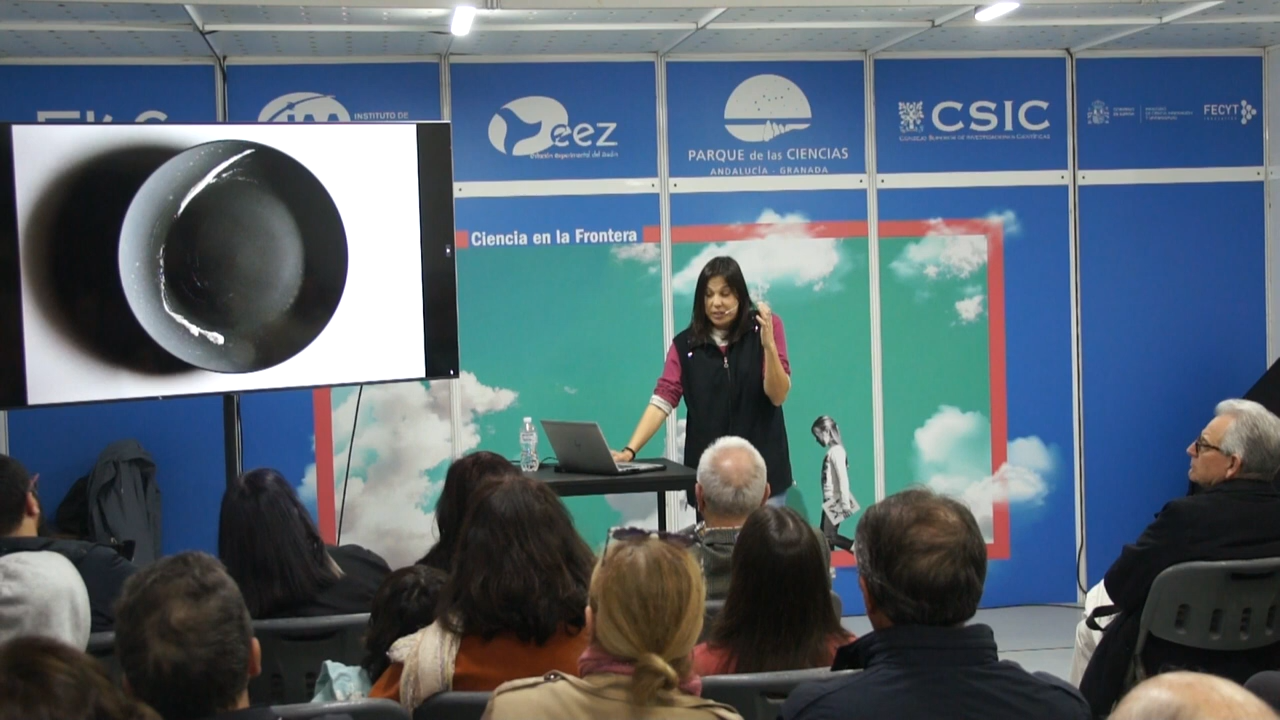 INSTITUTO DE
eez
Estación Experimental del Zaidín
PARQUE de las CIENCIAS
ANDALUCÍA · GRANADA
CSIC
CONSEJO SUPERIOR DE INVESTIGACIONES CIENTÍFICAS
FECYT
Ciencia en la Frontera